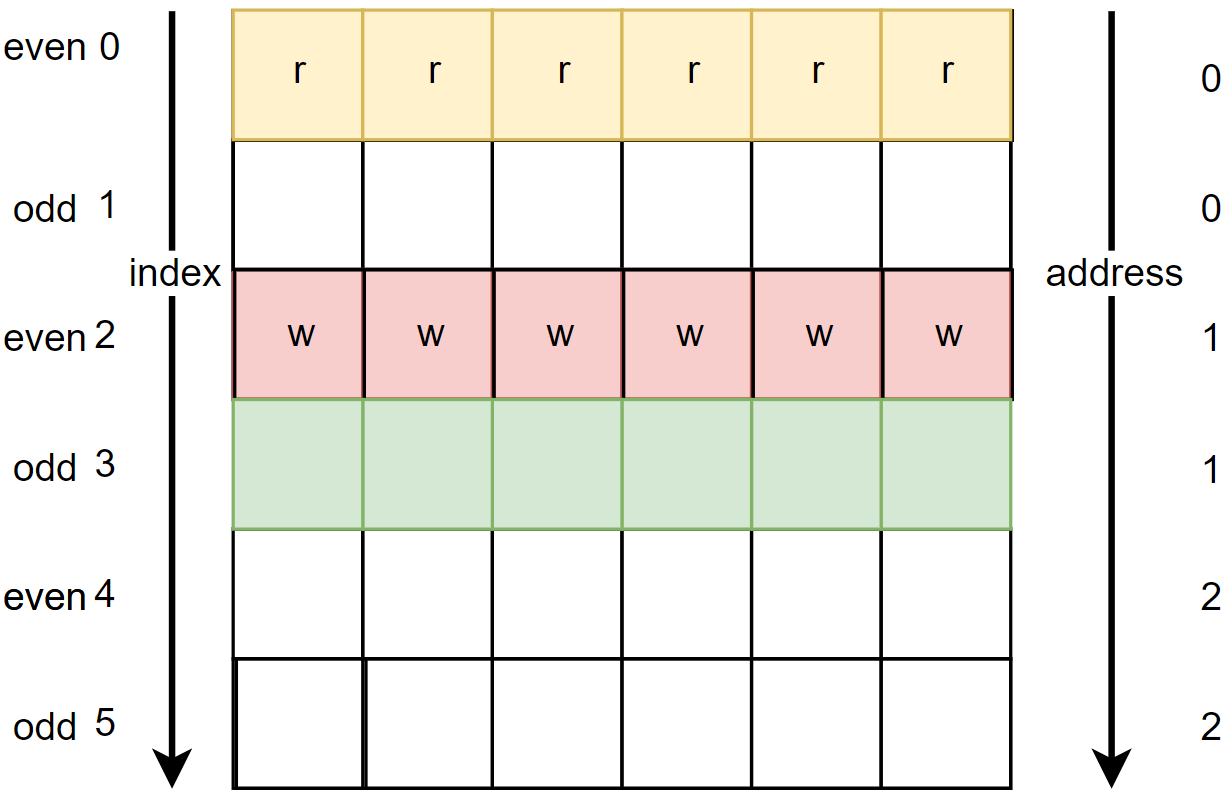 even 0 r r r r r r 0
odd 1 0
index address
even 2 w w w w w w 1
odd 3 1
even 4 2
odd 5 2